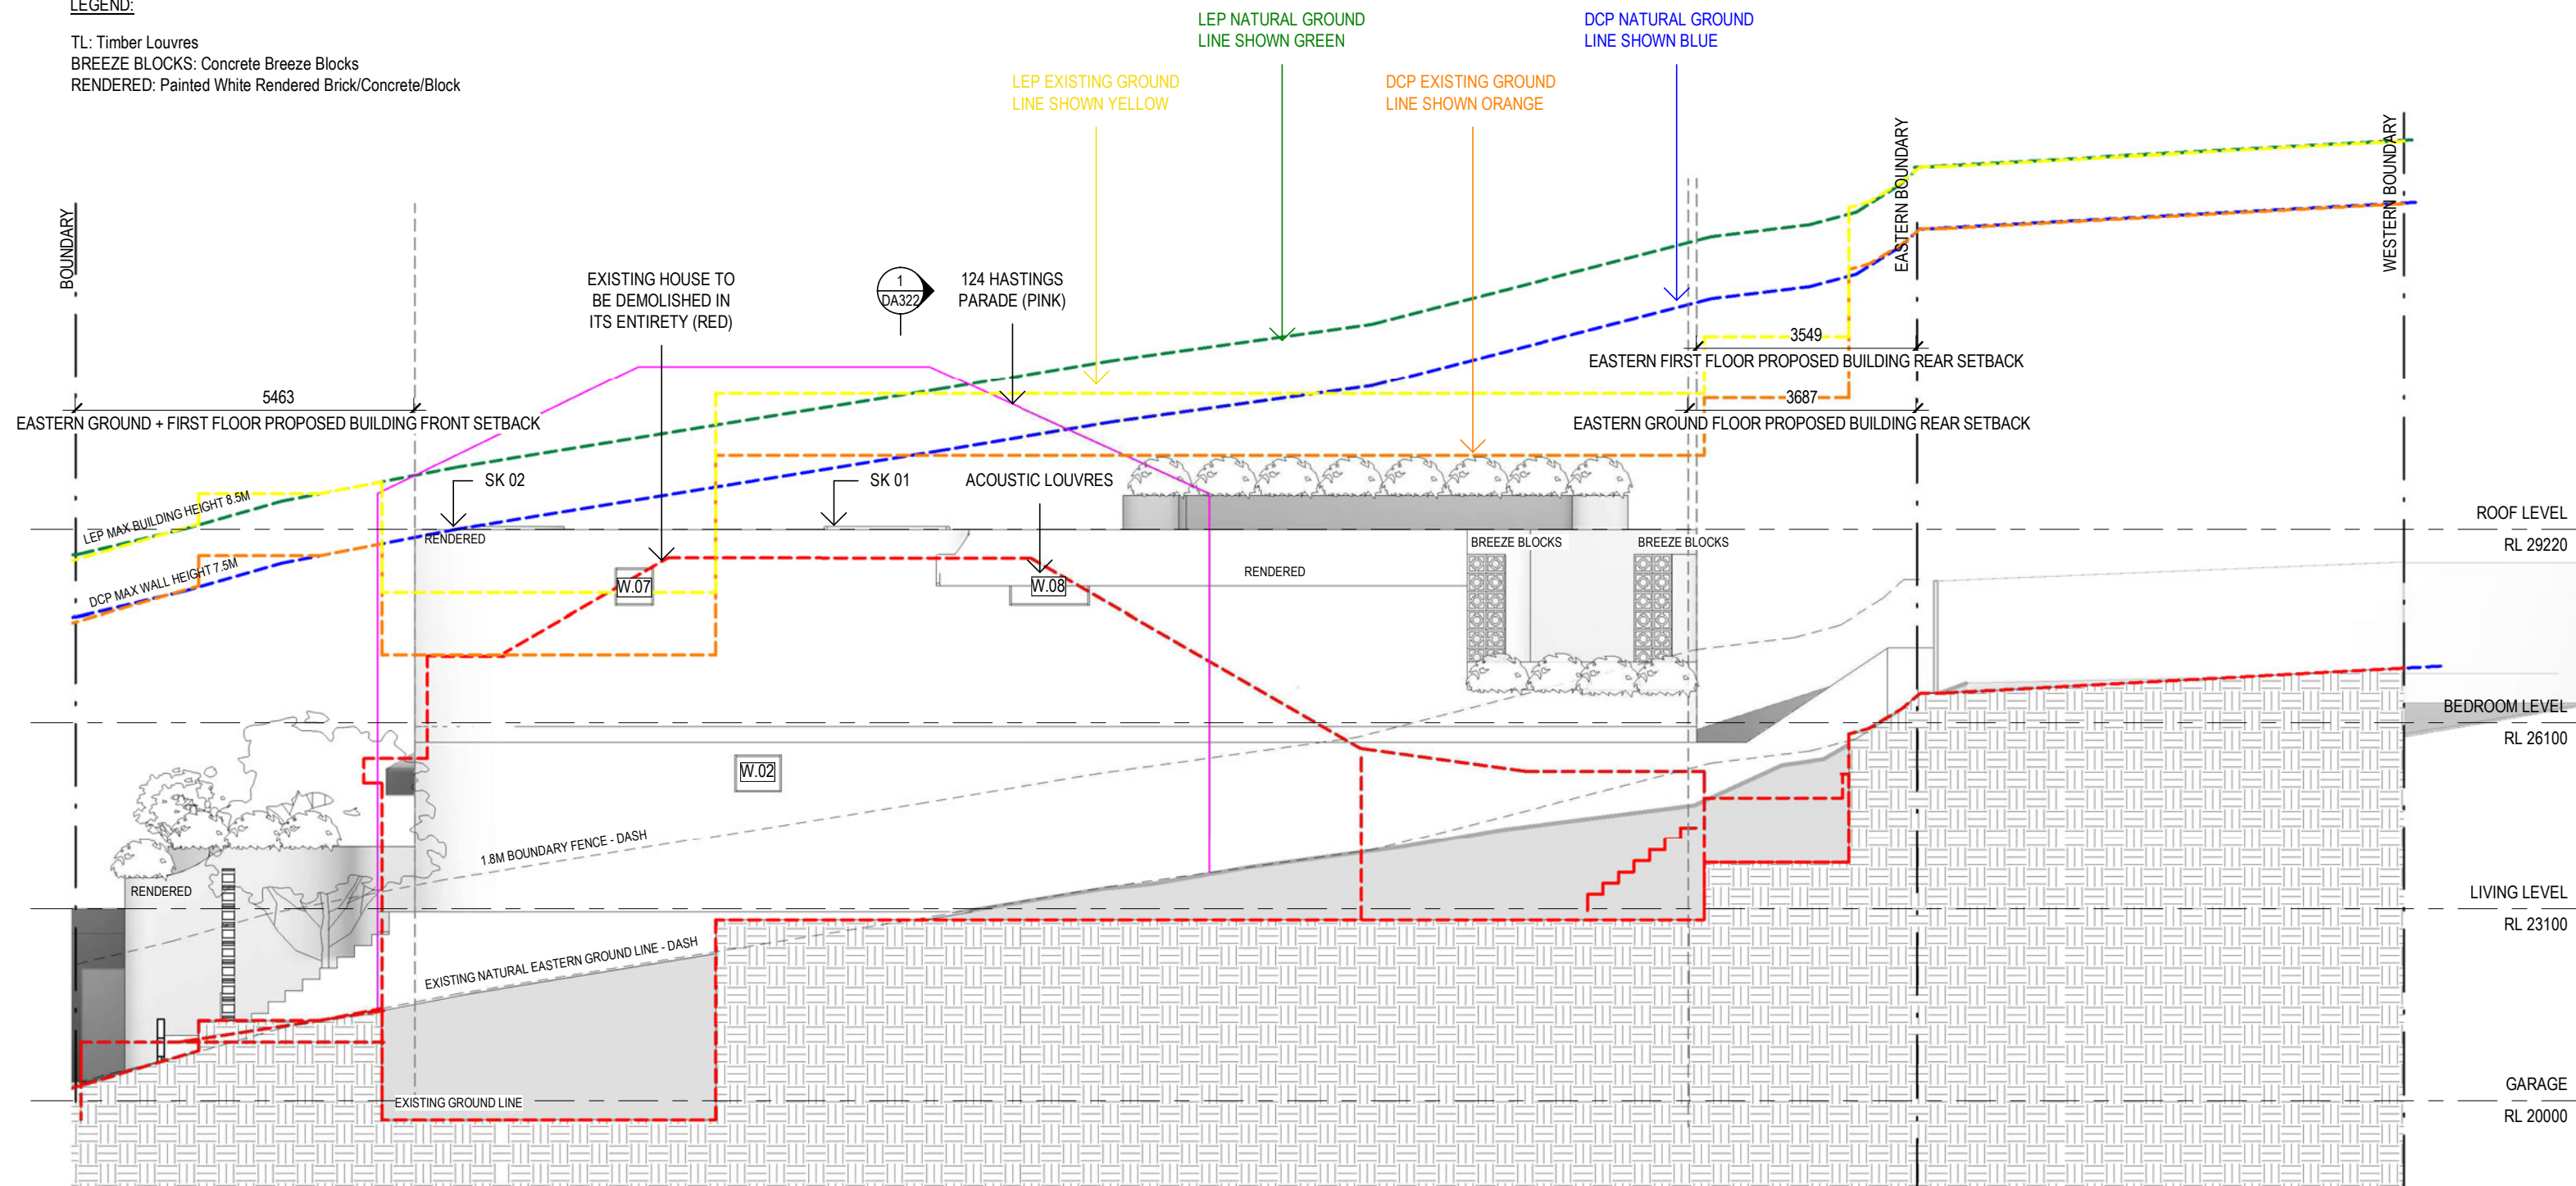 LEGEND:
TL: Timber Louvres
BREEZE BLOCKS: Concrete Breeze Blocks
RENDERED: Painted White Rendered Brick/Concrete/Block
LEP NATURAL GROUND
LINE SHOWN GREEN
DCP NATURAL GROUND
LINE SHOWN BLUE
LEP EXISTING GROUND
LINE SHOWN YELLOW
DCP EXISTING GROUND
LINE SHOWN ORANGE
BOUNDARY
EASTERN BOUNDARY
WESTERN BOUNDARY
EXISTING HOUSE TO
BE DEMOLISHED IN
ITS ENTIRETY (RED)
1
DA322
124 HASTINGS
PARADE (PINK)
3549
EASTERN FIRST FLOOR PROPOSED BUILDING REAR SETBACK
5463
EASTERN GROUND + FIRST FLOOR PROPOSED BUILDING FRONT SETBACK
3687
EASTERN GROUND FLOOR PROPOSED BUILDING REAR SETBACK
SK 02
SK 01
ACOUSTIC LOUVRES
LEP MAX BUILDING HEIGHT 8.5M
DCP MAX WALL HEIGHT 7.5M
ROOF LEVEL
RL 29220
RENDERED
BREEZE BLOCKS
BREEZE BLOCKS
RENDERED
W.07
W.08
BEDROOM LEVEL
RL 26100
W.02
1.8M BOUNDARY FENCE - DASH
RENDERED
LIVING LEVEL
RL 23100
EXISTING NATURAL EASTERN GROUND LINE - DASH
EXISTING GROUND LINE
GARAGE
RL 20000